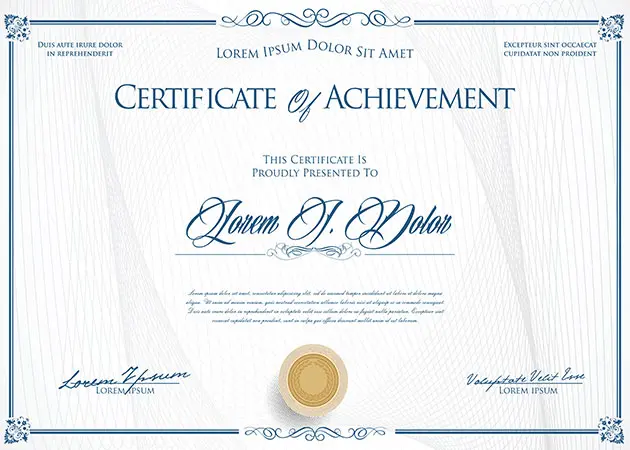 DUIS AUTE IRURE DOLOR
IN REPREHENDERIT
LOREM IPSUM DOLOR SIT AMET
EXCEPTEUR SINT OCCAECAT
CUPIDATAT NON PROIDENT
CERTIFICATE Of ACHIEVEMENT
THIS CERTIFICATE IS
PROUDLY PRESENTED TO
Lorem I. Dolor
Lorem ipsum dolor sit amet, consectetur adipiscing elit, sed do eiusmod tempor incididunt ut labore et dolore magna
aliqua. Ut enim ad minim veniam, quis nostrud exercitation ullamco laboris nisi ut aliquip ex ea commodo consequat.
Duis aute irure dolor in reprehenderit in voluptate velit esse cillum dolore eu fugiat nulla pariatur. Excepteur sint
occaecat cupidatat non proident, sunt in culpa qui officia deserunt mollit anim id est laborum.
Lorem Ipsum
LOREM IPSUM
Voluptate Velit Esse
LOREM IPSUM